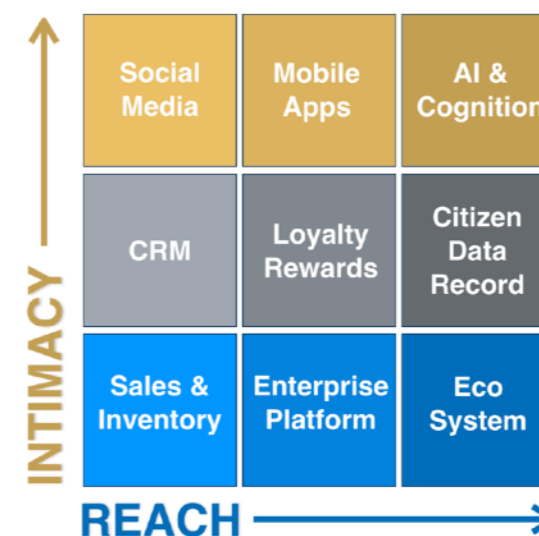 Social
Media
Mobile
Apps
AI &
Cognition
CRM
Loyalty
Rewards
Citizen
Data
Record
Sales &
Inventory
Enterprise
Platform
Eco
System
INTIMACY
REACH